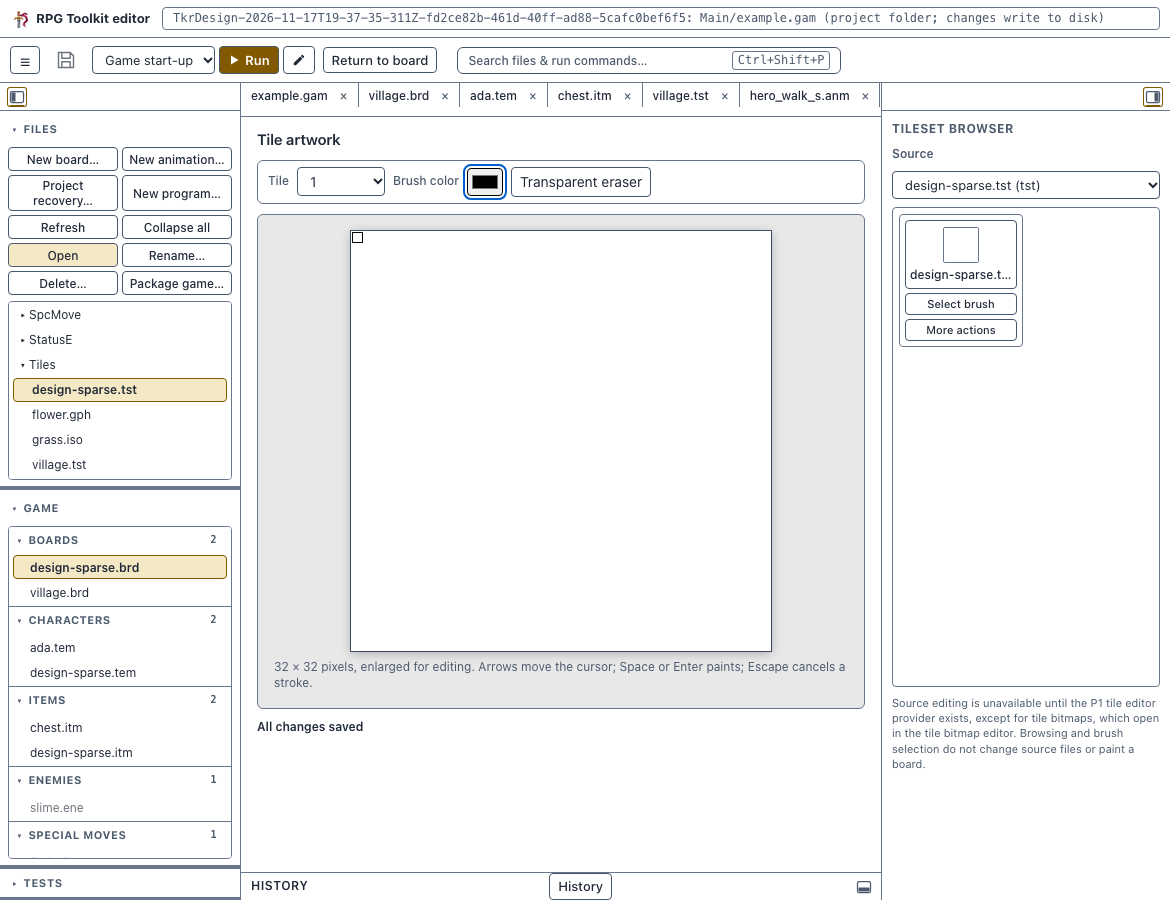 RPG Toolkit editor
TkrDesign-2026-11-17T19-37-35-311Z-fd2ce82b-461d-40ff-ad88-5cafc0bef6f5: Main/example.gam (project folder; changes write to disk)
Game start-up
Run
Return to board
Search files & run commands…
Ctrl+Shift+P
FILES
New board…
New animation…
Project recovery…
New program…
Refresh
Collapse all
Open
Rename…
Delete…
Package game…
SpcMove
StatusE
Tiles
design-sparse.tst
flower.gph
grass.iso
village.tst
GAME
BOARDS 2
design-sparse.brd
village.brd
CHARACTERS 2
ada.tem
design-sparse.tem
ITEMS 2
chest.itm
design-sparse.itm
ENEMIES 1
slime.ene
SPECIAL MOVES 1
TESTS
example.gam ×
village.brd ×
ada.tem ×
chest.itm ×
village.tst ×
hero_walk_s.anm ×
Tile artwork
Tile 1 Brush color Transparent eraser
32 × 32 pixels, enlarged for editing. Arrows move the cursor; Space or Enter paints; Escape cancels a
stroke.
All changes saved
HISTORY
History
TILESET BROWSER
Source
design-sparse.tst (tst)
design-sparse.t…
Select brush
More actions
Source editing is unavailable until the P1 tile editor
provider exists, except for tile bitmaps, which open
in the tile bitmap editor. Browsing and brush
selection do not change source files or paint a
board.